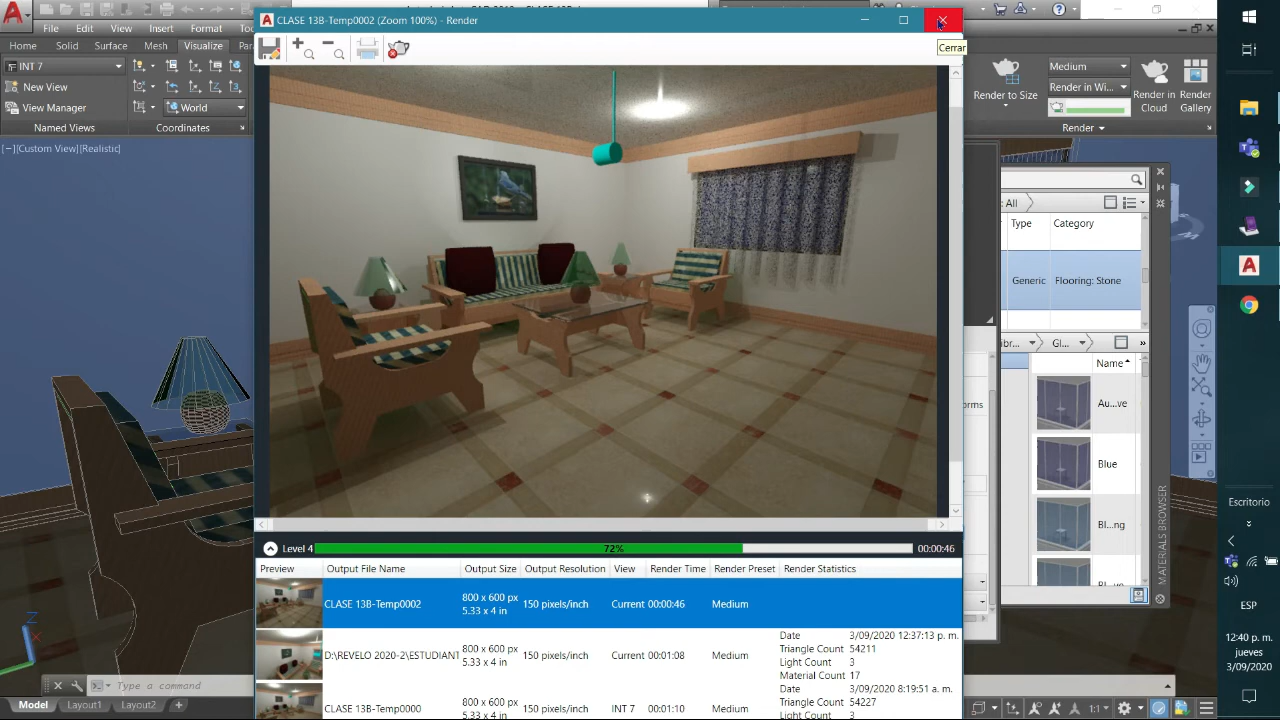 CLASE 13B-Temp0002 (Zoom 100%) - Render
Cerrar
File Edit View Insert Format
Home Solid Surface Mesh Visualize
INT 7
New View
View Manager
Named Views
World
Coordinates
Render to Size
Medium
Render in Wi...
Render in Cloud
Render Gallery
Render
[−][Custom View][Realistic]
All
Type Category
Generic Flooring: Stone
Name
Au...ve
Blue
Bl...ng
MATERIALS BROWSER
Level 4 72% 00:00:46
Preview Output File Name Output Size Output Resolution View Render Time Render Preset Render Statistics
CLASE 13B-Temp0002 800 x 600 px 5.33 x 4 in 150 pixels/inch Current 00:00:46 Medium
D:\REVELO 2020-2\ESTUDIANT 800 x 600 px 5.33 x 4 in 150 pixels/inch Current 00:01:08 Medium
Date 3/09/2020 12:37:13 p. m.
Triangle Count 54211
Light Count 3
Material Count 17
CLASE 13B-Temp0000 800 x 600 px 5.33 x 4 in 150 pixels/inch INT 7 00:01:10 Medium
Date 3/09/2020 8:19:51 a. m.
Triangle Count 54227
Light Count 3
Type a command
Model Layout1 Layout2 +
1:1
Escritorio
ESP
12:40 p. m.
jueves
3/09/2020